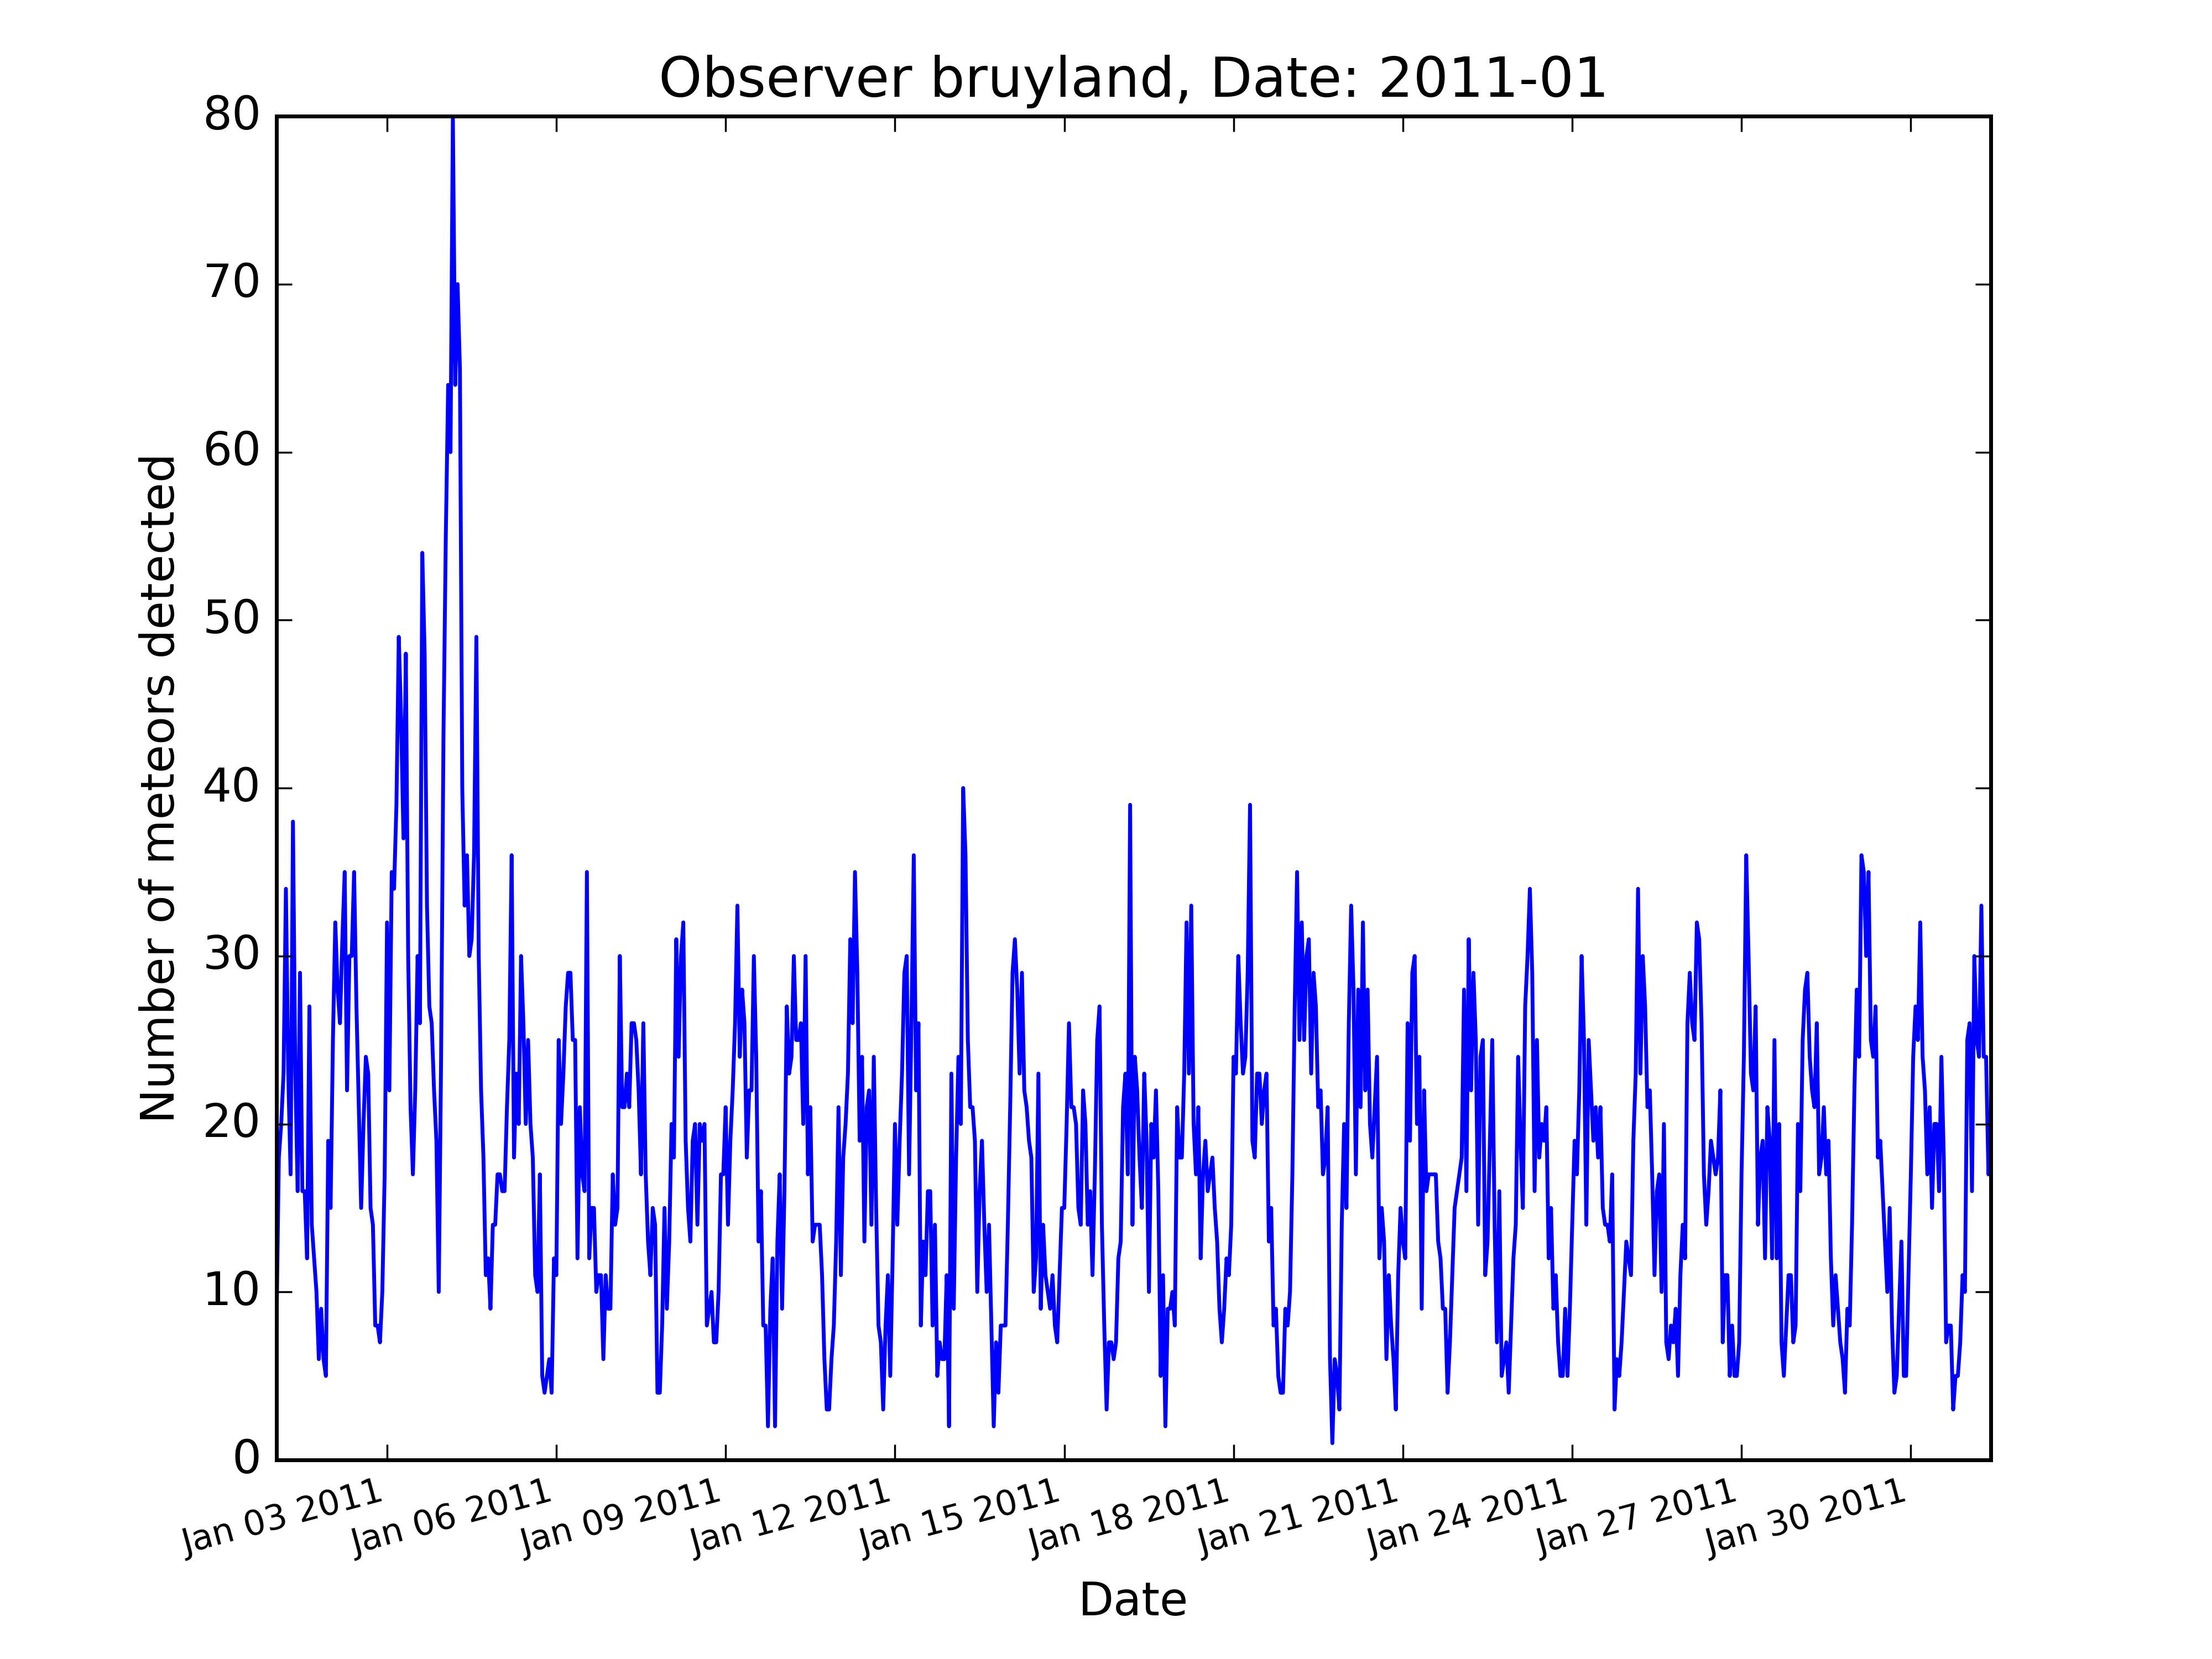 Observer bruyland, Date: 2011-01
80
70
60
50
40
30
20
10
0
Number of meteors detected
Jan 03 2011
Jan 06 2011
Jan 09 2011
Jan 12 2011
Jan 15 2011
Jan 18 2011
Jan 21 2011
Jan 24 2011
Jan 27 2011
Jan 30 2011
Date